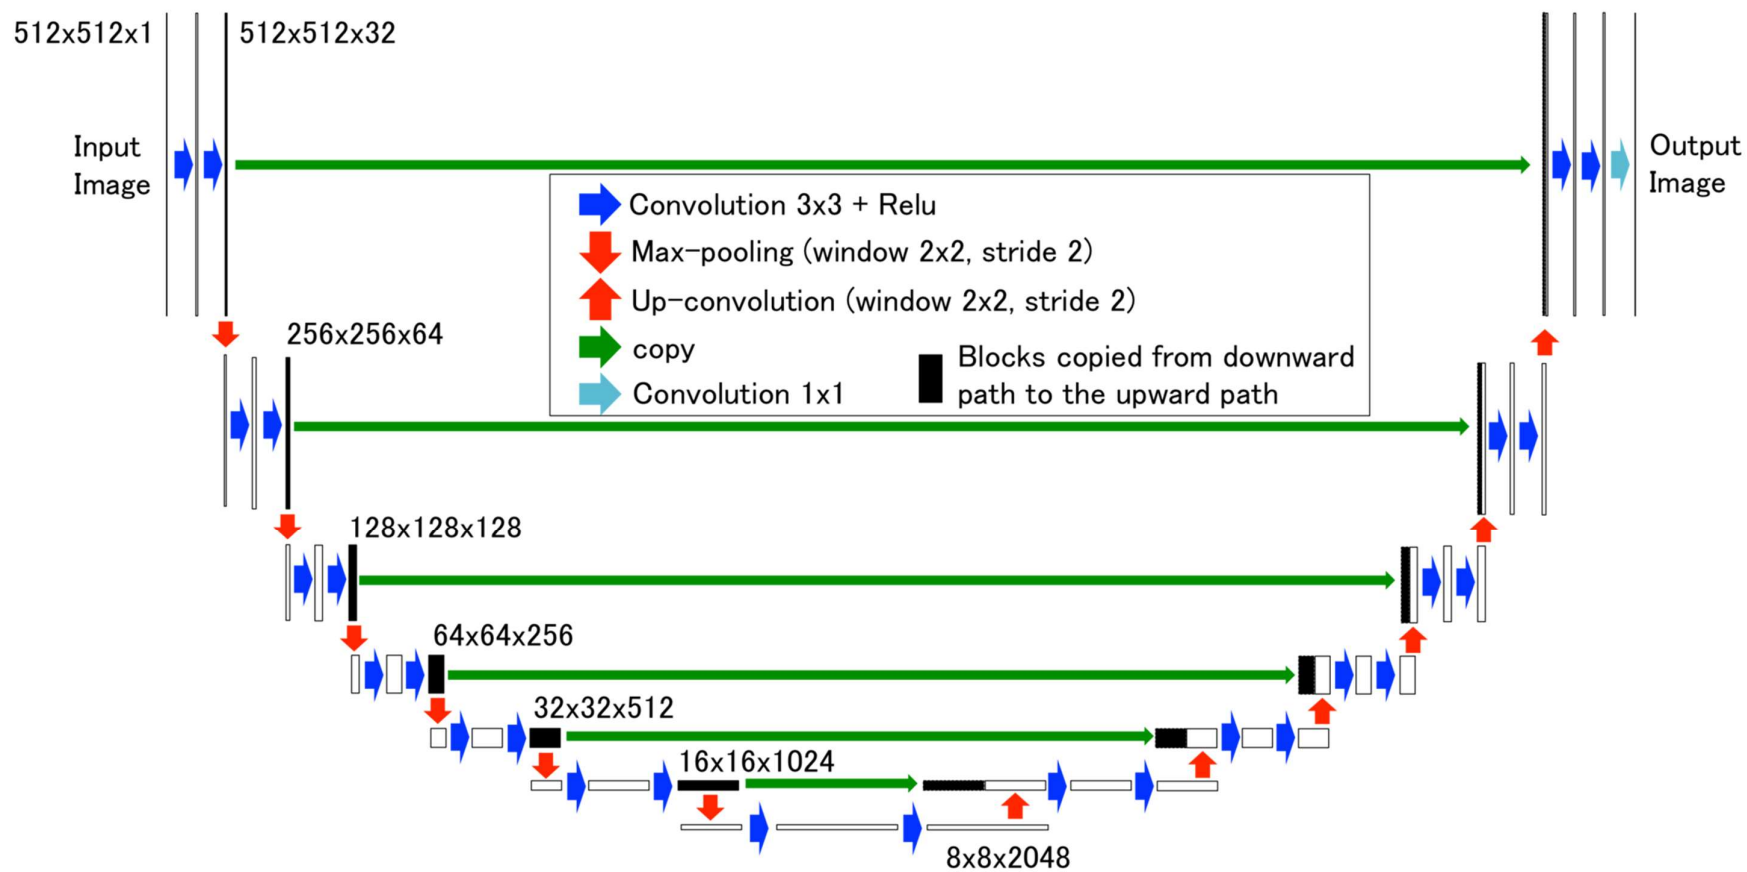 512x512x1
512x512x32
Input
Image
Output
Image
Convolution 3x3 + Relu
Max-pooling (window 2x2, stride 2)
Up-convolution (window 2x2, stride 2)
copy
Convolution 1x1
Blocks copied from downward
path to the upward path
256x256x64
128x128x128
64x64x256
32x32x512
16x16x1024
8x8x2048